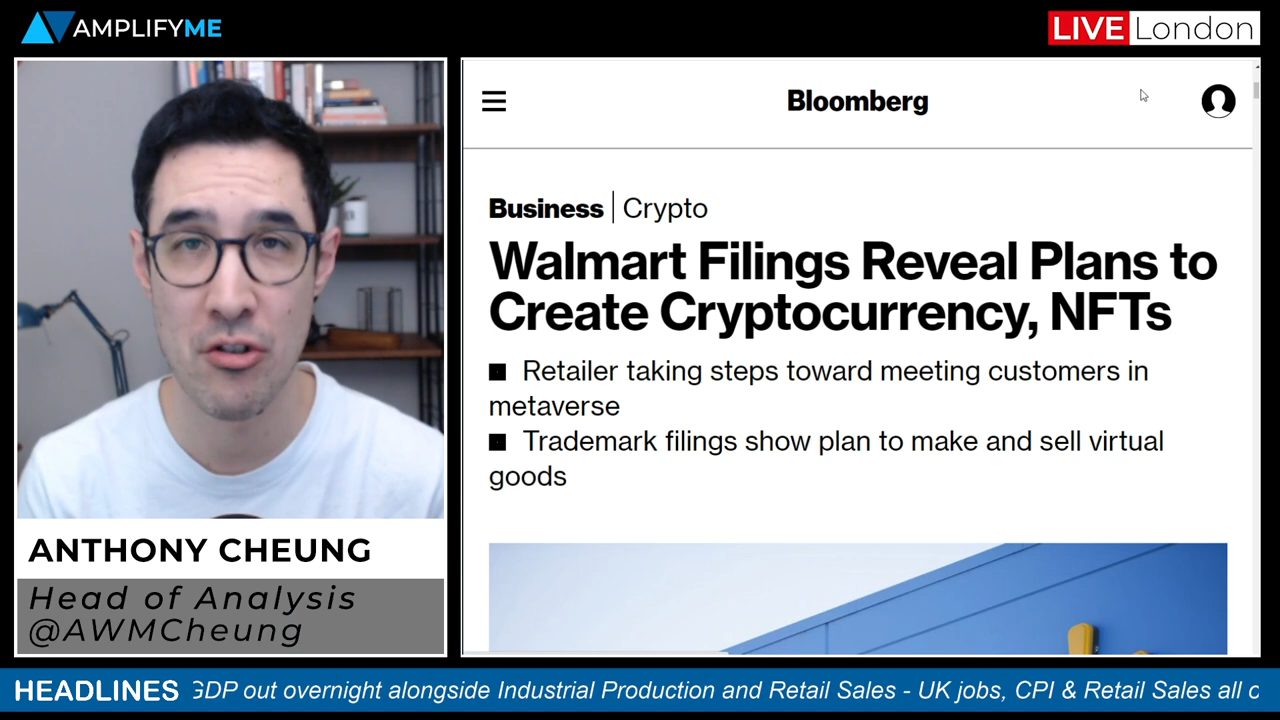 AMPLIFYME
LIVE London
Bloomberg
Business | Crypto
Walmart Filings Reveal Plans to
Create Cryptocurrency, NFTs
■ Retailer taking steps toward meeting customers in
metaverse
■ Trademark filings show plan to make and sell virtual
goods
ANTHONY CHEUNG
Head of Analysis
@AWMCheung
HEADLINES GDP out overnight alongside Industrial Production and Retail Sales - UK jobs, CPI & Retail Sales all